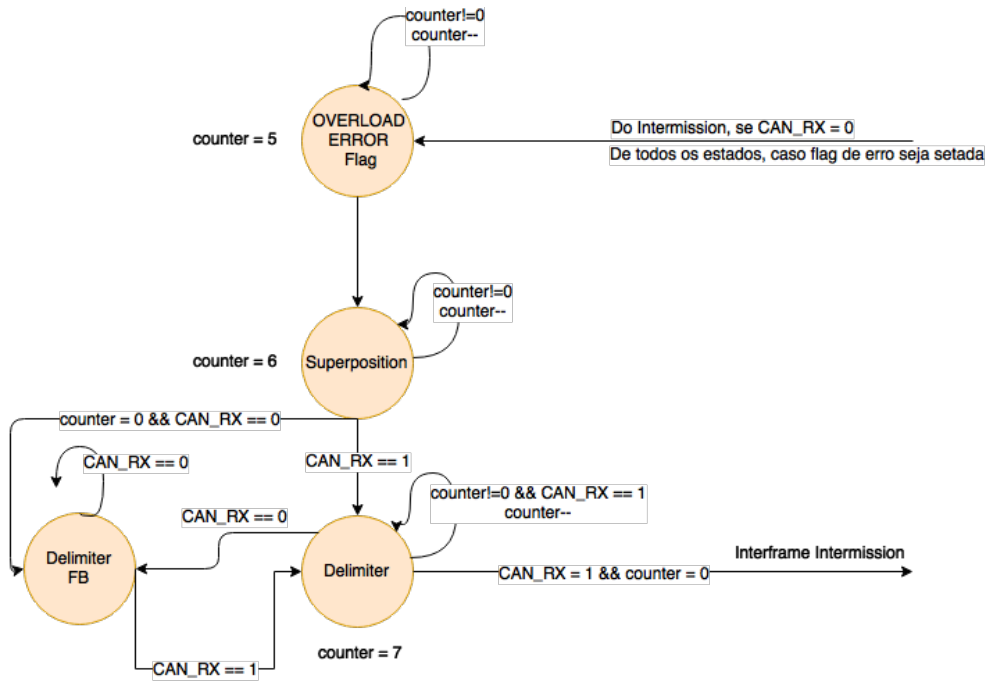 counter!=0
counter--
OVERLOAD
ERROR
Flag
counter = 5
Do Intermission, se CAN_RX = 0
De todos os estados, caso flag de erro seja setada
counter!=0
counter--
Superposition
counter = 6
counter = 0 && CAN_RX == 0
CAN_RX == 0
CAN_RX == 1
counter!=0 && CAN_RX == 1
counter--
CAN_RX == 0
Delimiter
FB
Delimiter
Interframe Intermission
CAN_RX = 1 && counter = 0
counter = 7
CAN_RX == 1